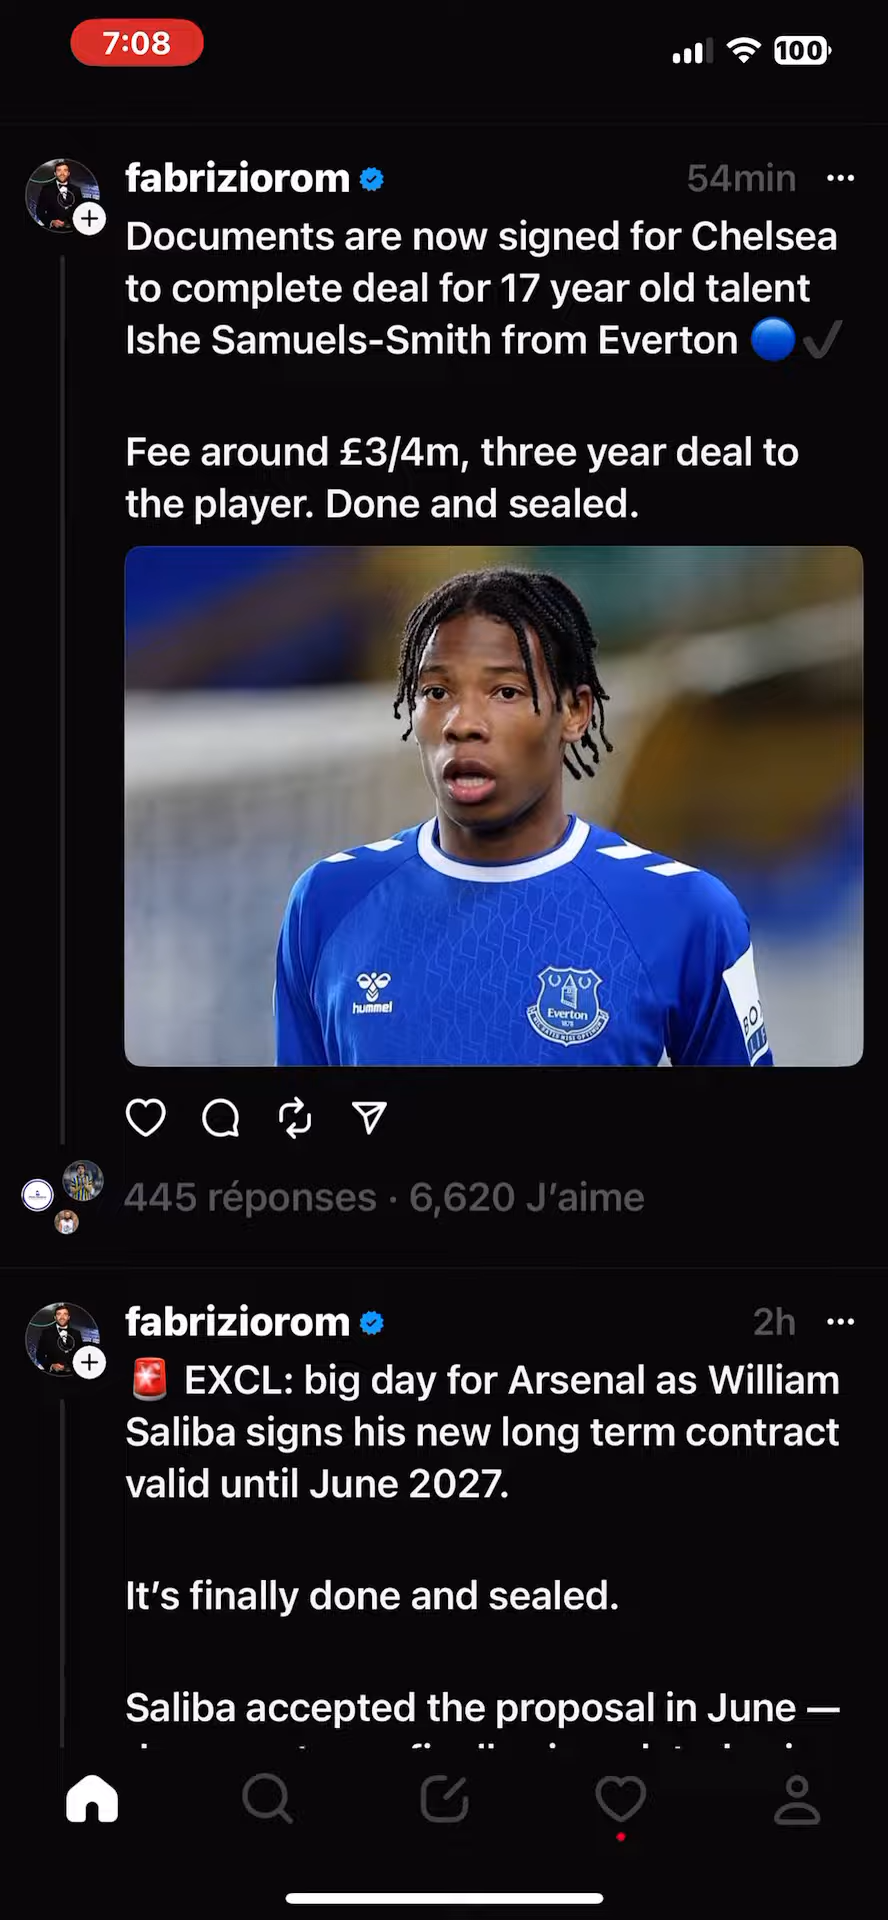 7:08
100
fabriziorom
54min
Documents are now signed for Chelsea
to complete deal for 17 year old talent
Ishe Samuels-Smith from Everton 🔵✔️
Fee around £3/4m, three year deal to
the player. Done and sealed.
hummel
Everton
1878
445 réponses · 6,620 J’aime
fabriziorom
2h
🚨 EXCL: big day for Arsenal as William
Saliba signs his new long term contract
valid until June 2027.
It’s finally done and sealed.
Saliba accepted the proposal in June —